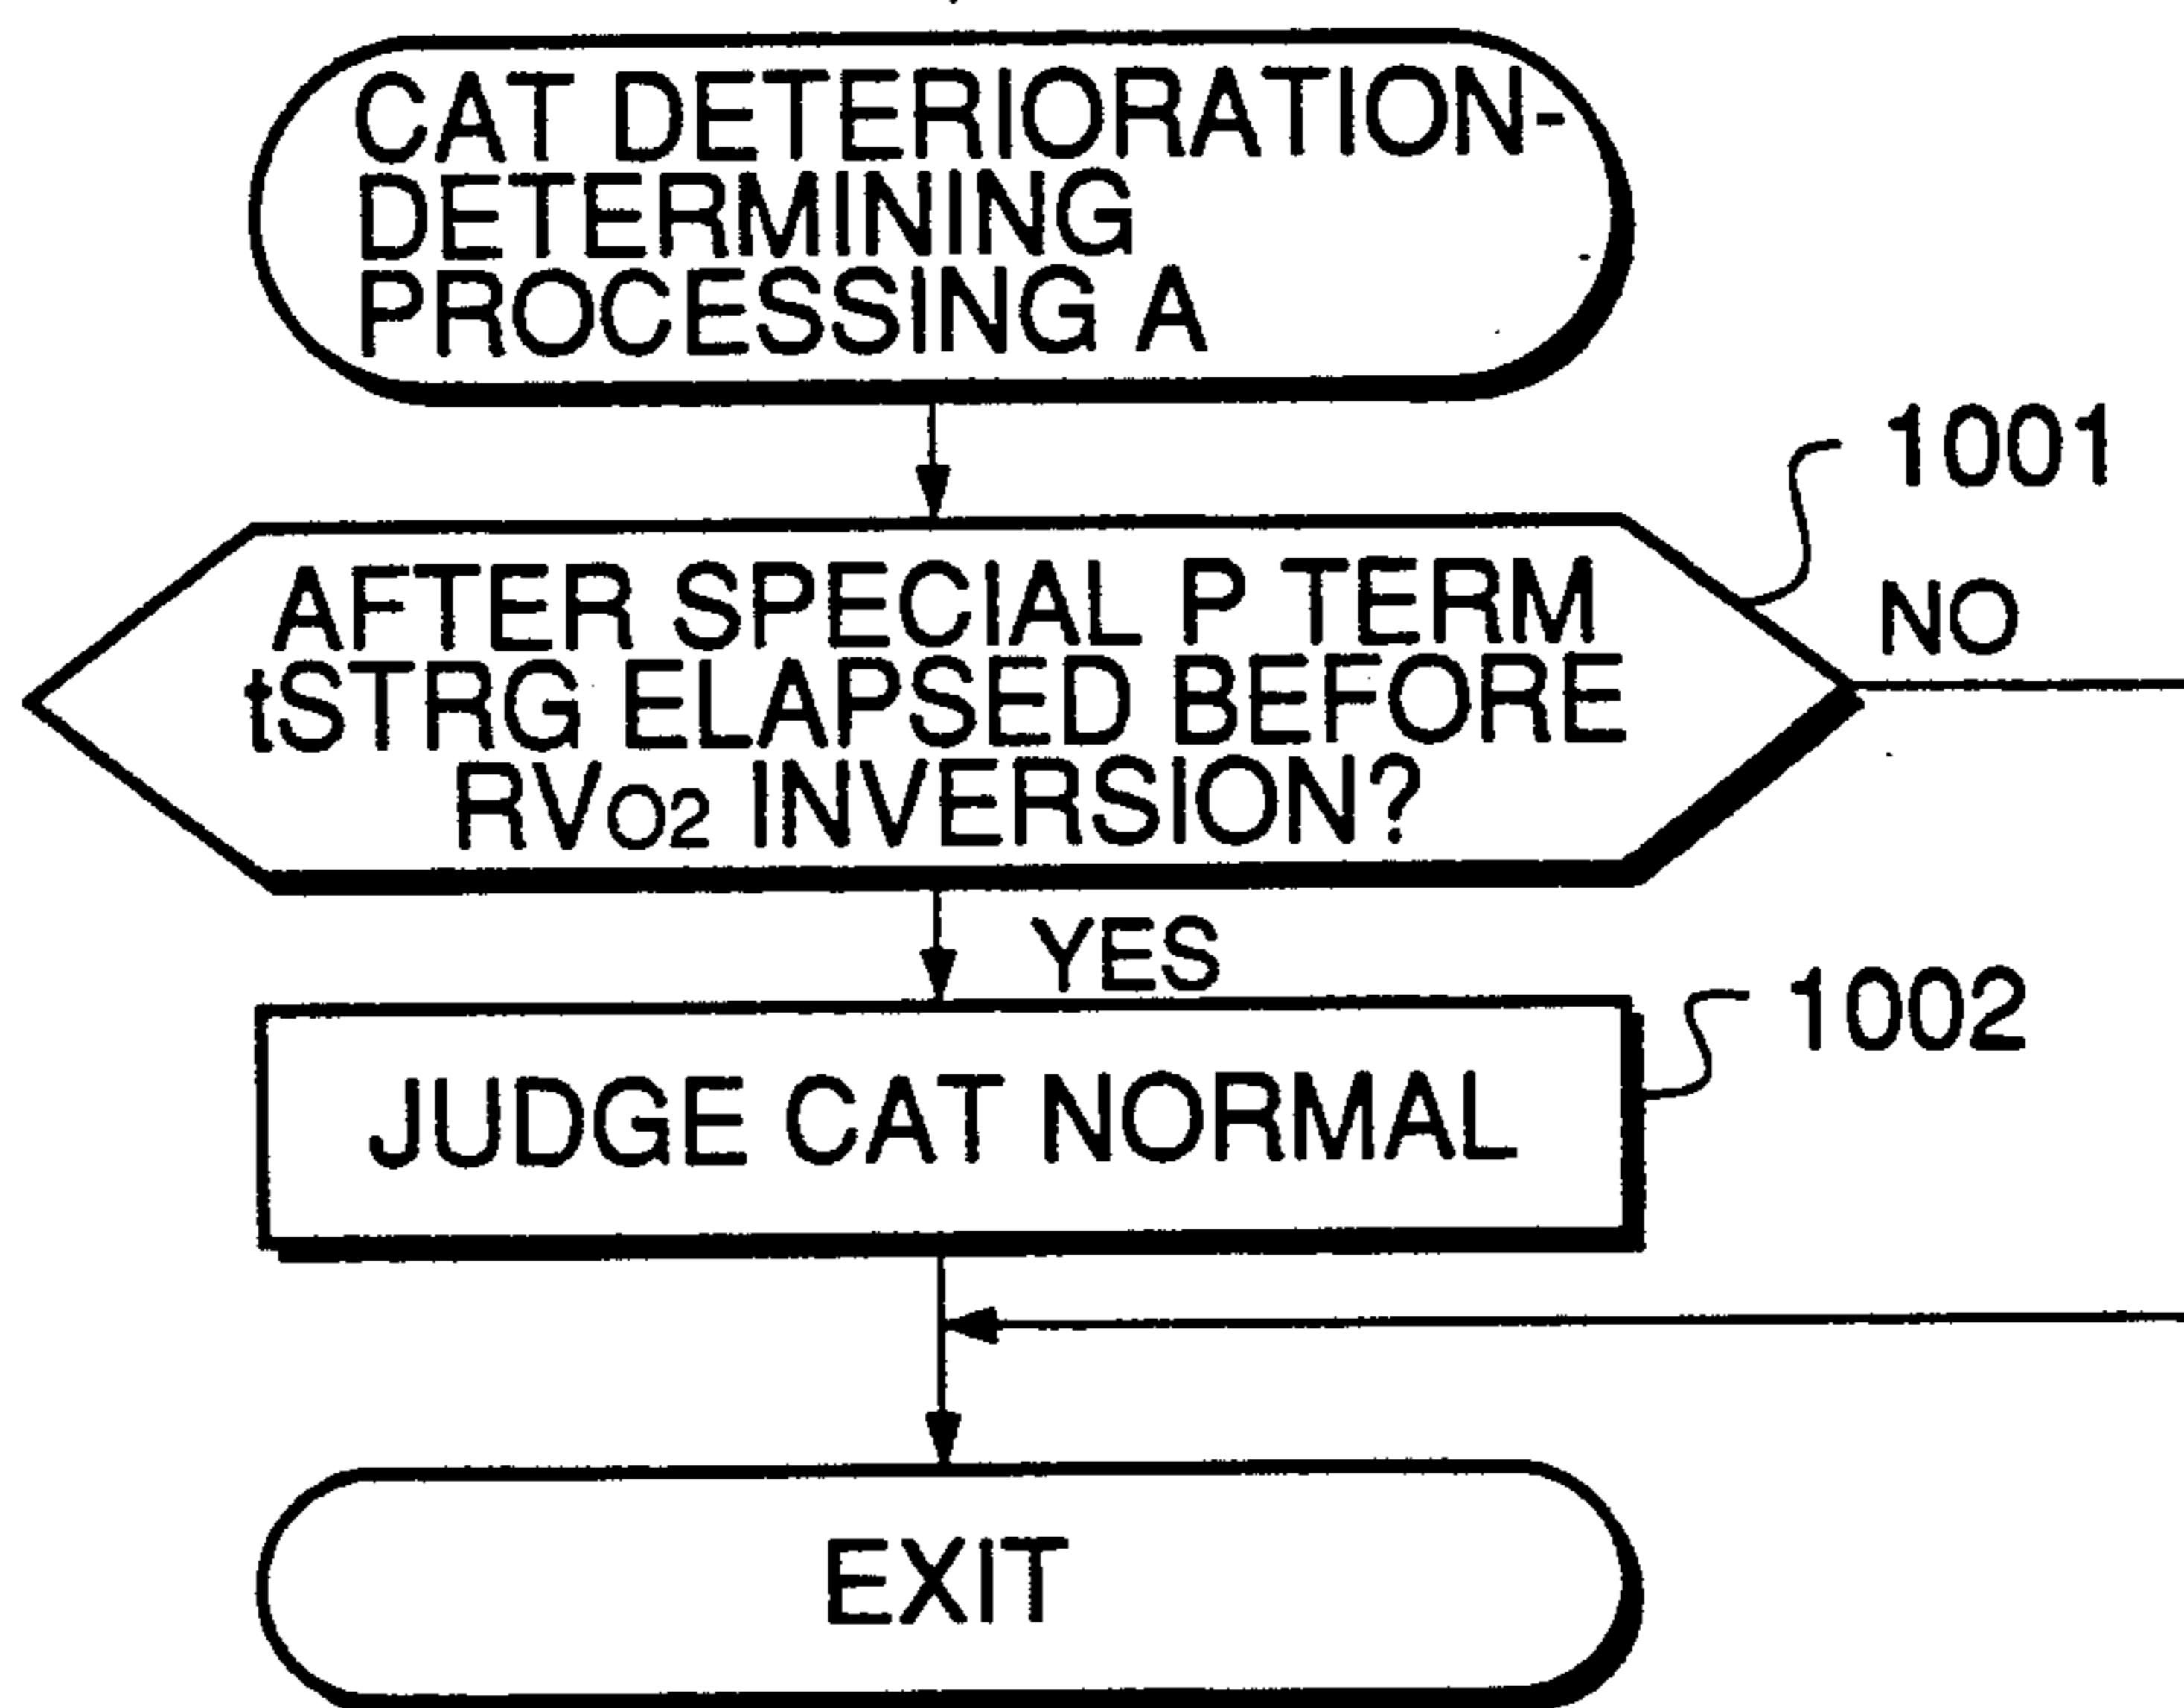 CAT DETERIORATION-
DETERMINING
PROCESSING A
1001
AFTER SPECIAL P TERM
tSTRG ELAPSED BEFORE
RVO2 INVERSION?
NO
YES
1002
JUDGE CAT NORMAL
EXIT